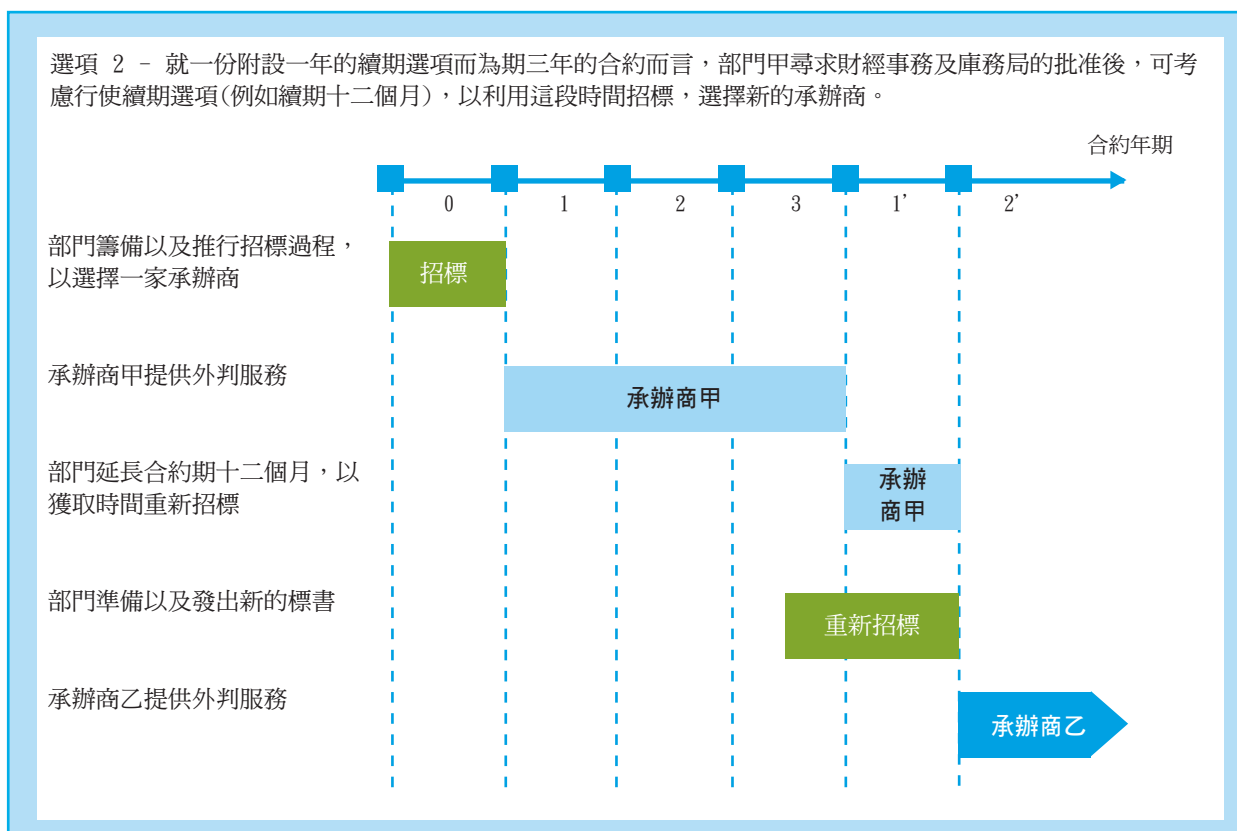 選項 2 - 就一份附設一年的續期選項而為期三年的合約而言，部門甲尋求財經事務及庫務局的批准後，可考
慮行使續期選項(例如續期十二個月)，以利用這段時間招標，選擇新的承辦商。
合約年期
0 1 2 3 1’ 2’
部門籌備以及推行招標過程，
以選擇一家承辦商
招標
承辦商甲提供外判服務
承辦商甲
部門延長合約期十二個月，以
獲取時間重新招標
承辦
商甲
部門準備以及發出新的標書
重新招標
承辦商乙提供外判服務
承辦商乙